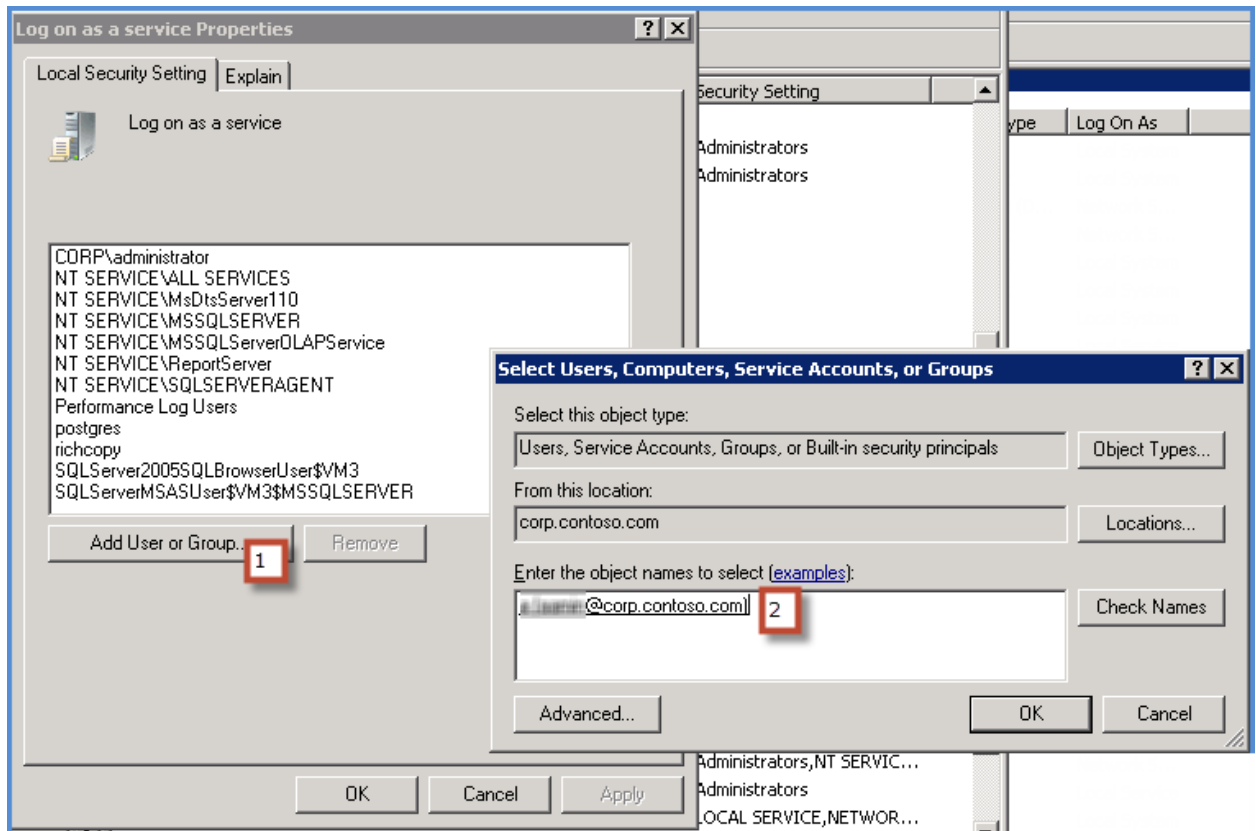 Log on as a service Properties
Local Security Setting
Explain
Log on as a service
CORP\administrator
NT SERVICE\ALL SERVICES
NT SERVICE\MsDtsServer110
NT SERVICE\MSSQLSERVER
NT SERVICE\MSSQLServerOLAPService
NT SERVICE\ReportServer
NT SERVICE\SQLSERVERAGENT
Performance Log Users
postgres
richcopy
SQLServer2005SQLBrowserUser$VM3
SQLServerMSASUser$VM3$MSSQLSERVER
Add User or Group...
1
Remove
OK
Cancel
Apply
Security Setting
Administrators
Administrators
ype
Log On As
Select Users, Computers, Service Accounts, or Groups
Select this object type:
Users, Service Accounts, Groups, or Built-in security principals
Object Types...
From this location:
corp.contoso.com
Locations...
Enter the object names to select (examples):
@corp.contoso.com)
2
Check Names
Advanced...
OK
Cancel
Administrators,NT SERVIC...
Administrators
LOCAL SERVICE,NETWOR...